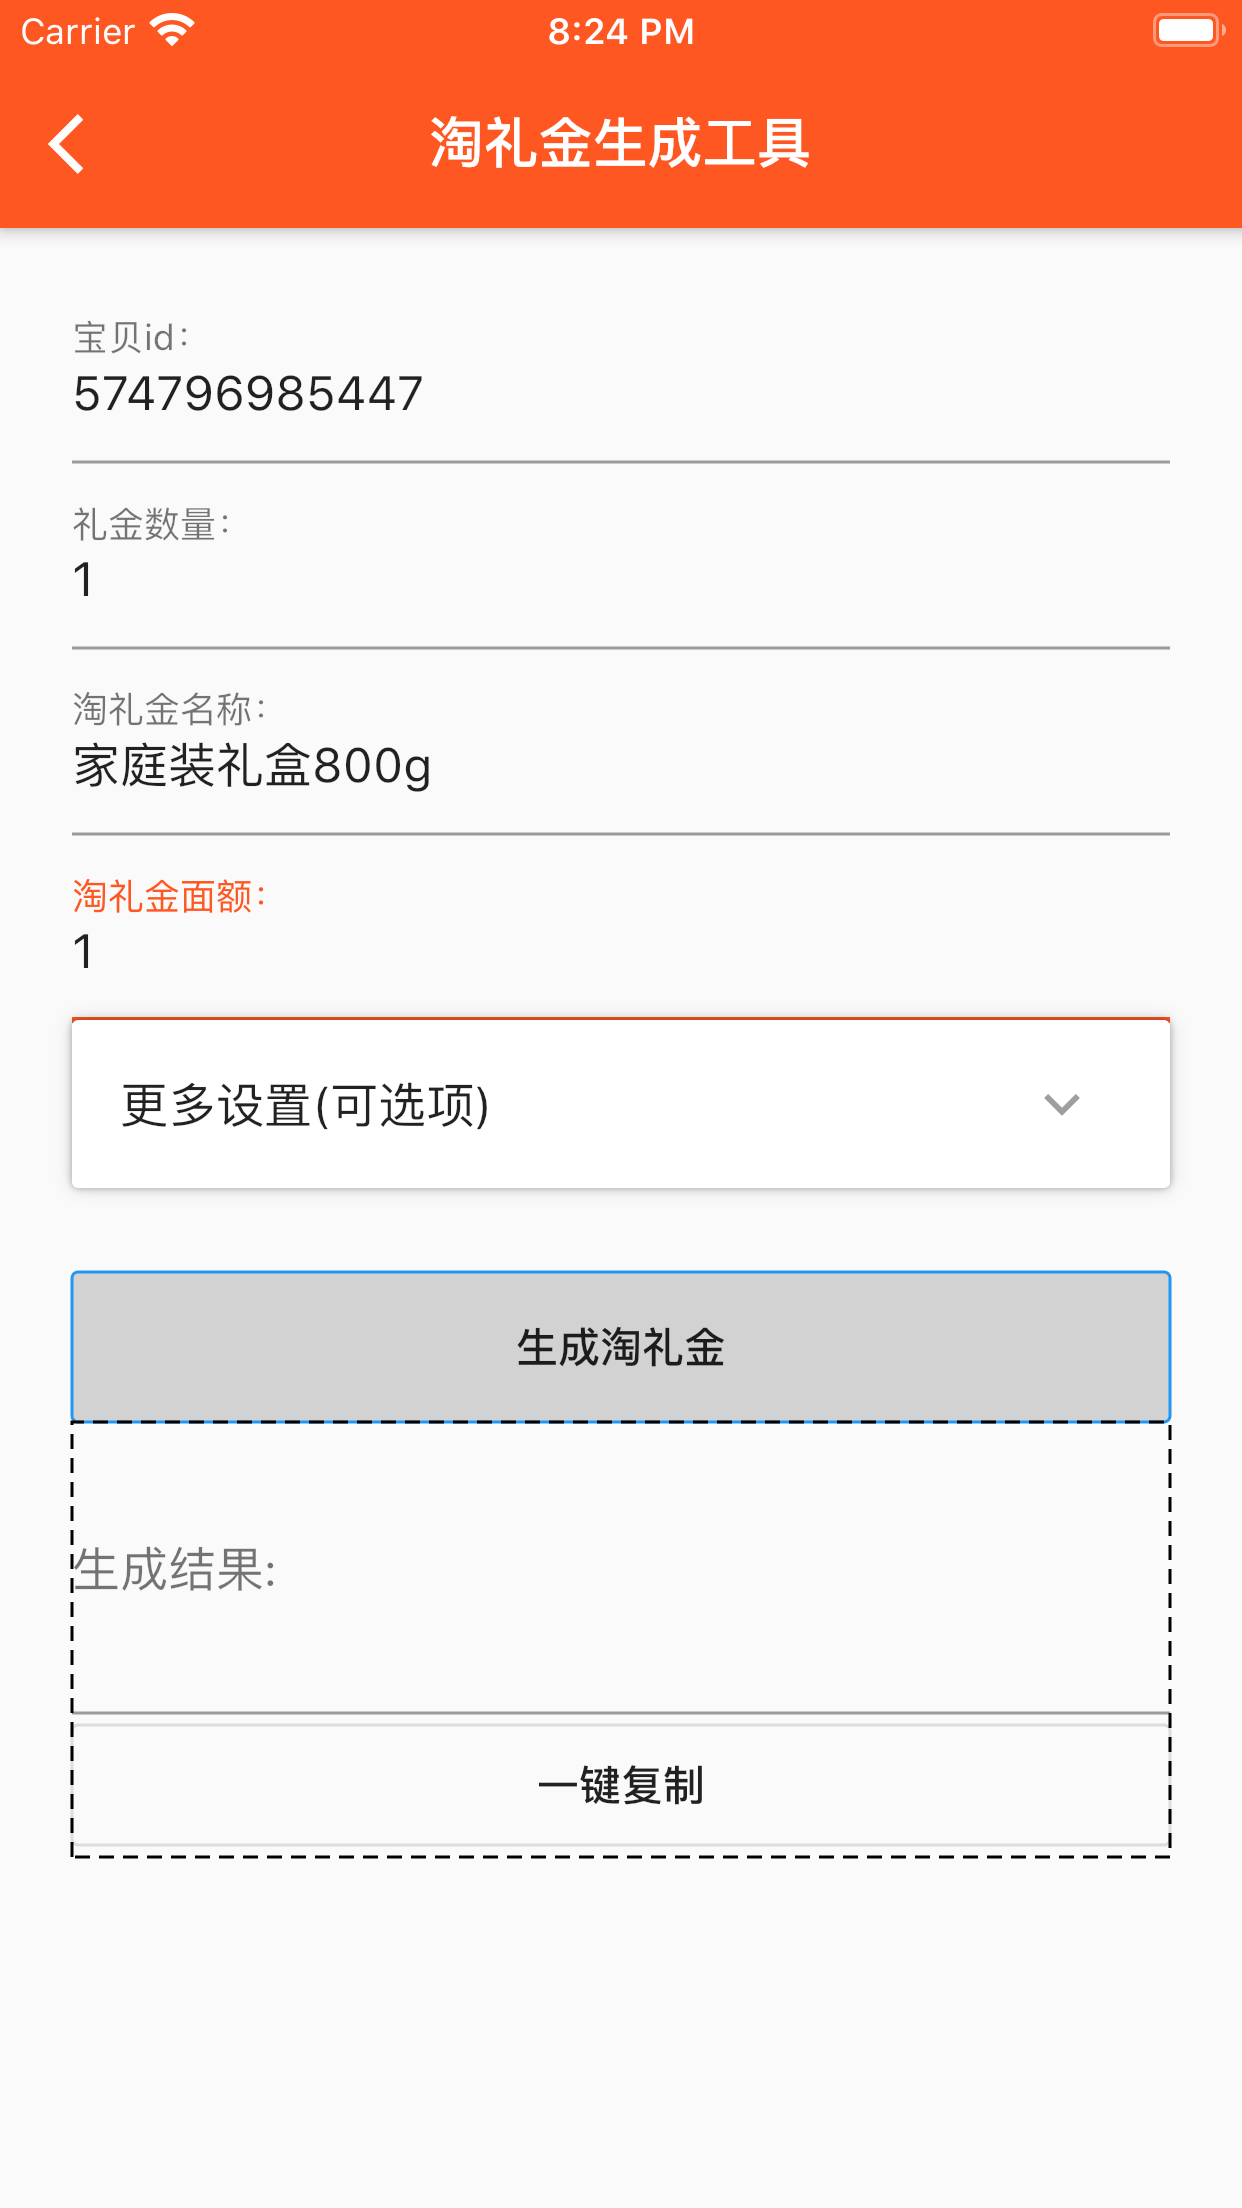 Carrier 8:24 PM
淘礼金生成工具
宝贝id：
574796985447
礼金数量：
1
淘礼金名称：
家庭装礼盒800g
淘礼金面额：
1
更多设置(可选项)
生成淘礼金
生成结果:
一键复制